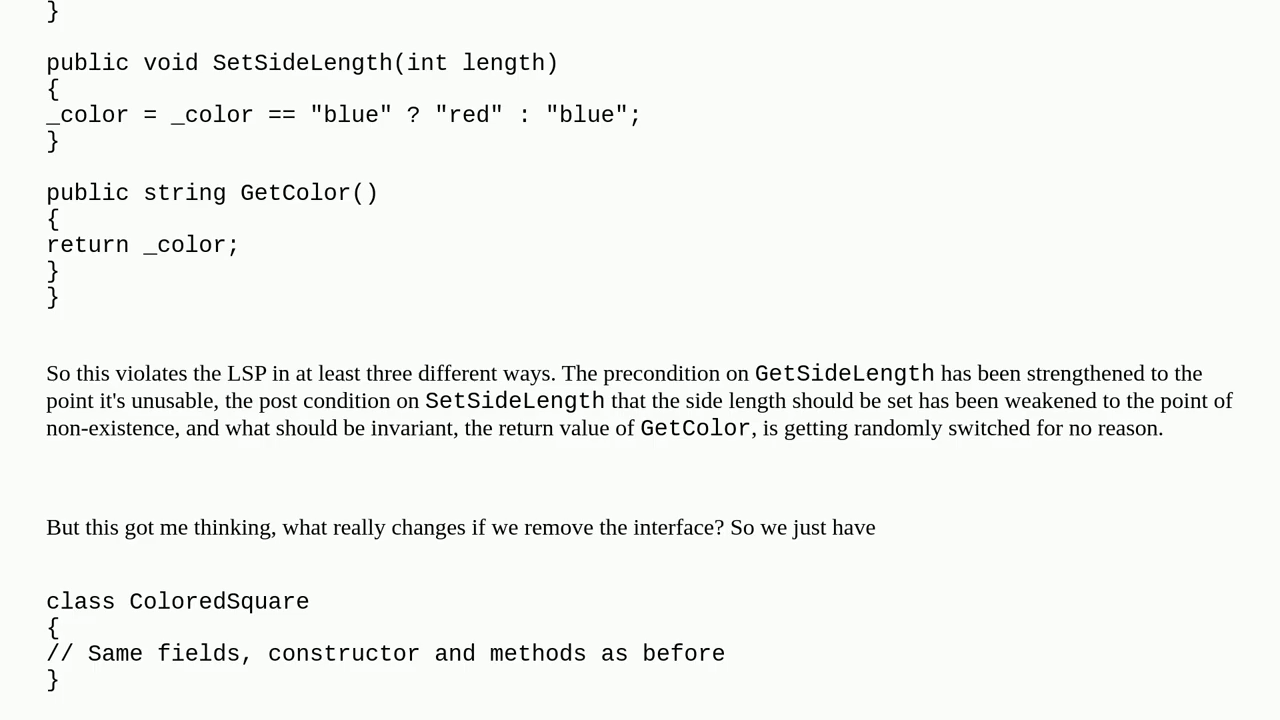 }
public void SetSideLength(int length)
{
_color = _color == "blue" ? "red" : "blue";
}
public string GetColor()
{
return _color;
}
}
So this violates the LSP in at least three different ways. The precondition on GetSideLength has been strengthened to the
point it's unusable, the post condition on SetSideLength that the side length should be set has been weakened to the point of
non-existence, and what should be invariant, the return value of GetColor, is getting randomly switched for no reason.
But this got me thinking, what really changes if we remove the interface? So we just have
class ColoredSquare
{
// Same fields, constructor and methods as before
}